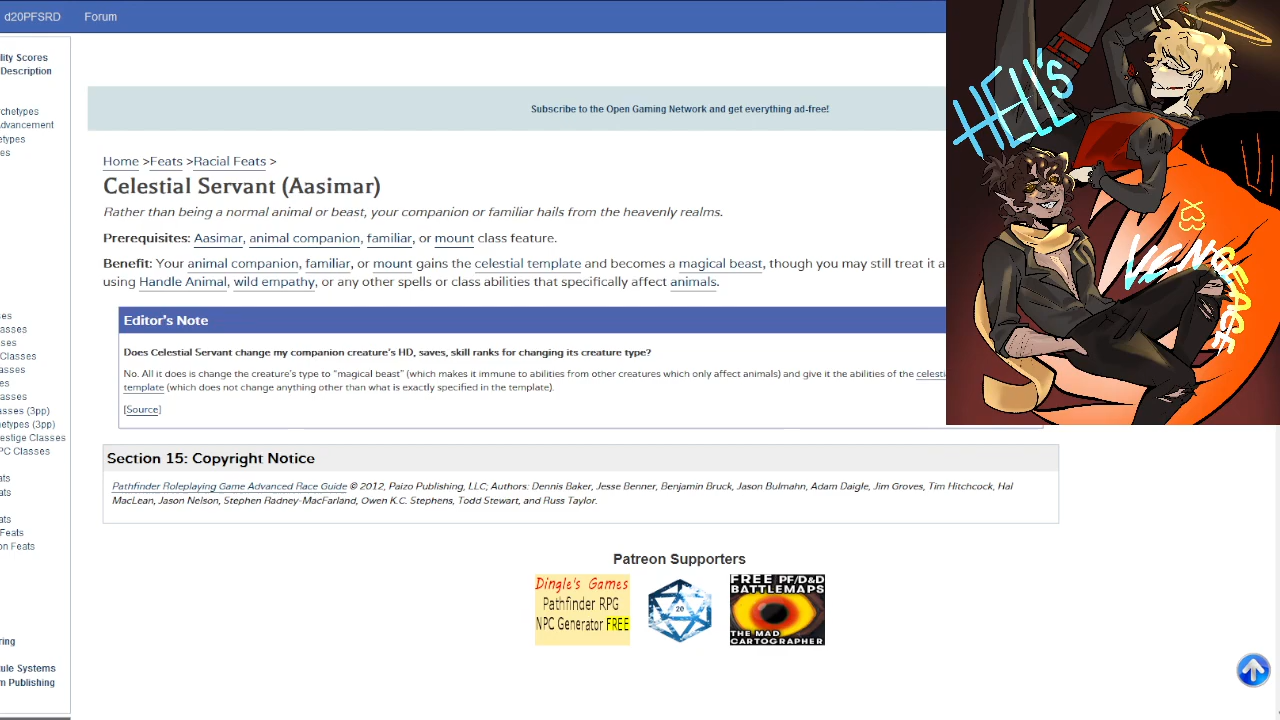 d20PFSRD Forum
lity Scores
Description
rchetypes
Advancement
etypes
es
Subscribe to the Open Gaming Network and get everything ad-free!
Home >Feats >Racial Feats >
Celestial Servant (Aasimar)
Rather than being a normal animal or beast, your companion or familiar hails from the heavenly realms.
Prerequisites: Aasimar, animal companion, familiar, or mount class feature.
Benefit: Your animal companion, familiar, or mount gains the celestial template and becomes a magical beast, though you may still treat it a
using Handle Animal, wild empathy, or any other spells or class abilities that specifically affect animals.
Editor's Note
Does Celestial Servant change my companion creature's HD, saves, skill ranks for changing its creature type?
No. All it does is change the creature's type to "magical beast" (which makes it immune to abilities from other creatures which only affect animals) and give it the abilities of the celesti
template (which does not change anything other than what is exactly specified in the template).
[Source]
Section 15: Copyright Notice
Pathfinder Roleplaying Game Advanced Race Guide © 2012, Paizo Publishing, LLC; Authors: Dennis Baker, Jesse Benner, Benjamin Bruck, Jason Bulmahn, Adam Daigle, Jim Groves, Tim Hitchcock, Hal
MacLean, Jason Nelson, Stephen Radney-MacFarland, Owen K.C. Stephens, Todd Stewart, and Russ Taylor.
Patreon Supporters
Dingle's Games
Pathfinder RPG
NPC Generator FREE
20
FREE PF/D&D
BATTLEMAPS
THE MAD
CARTOGRAPHER
ses
asses
ses
Classes
asses
es
asses
asses (3pp)
etypes (3pp)
estige Classes
PC Classes
ats
ats
ats
Feats
on Feats
ring
ule Systems
m Publishing
HELL'S
VENGEACE